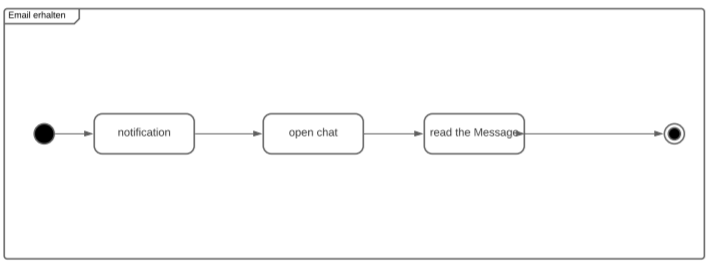 Email erhalten
notification
open chat
read the Message